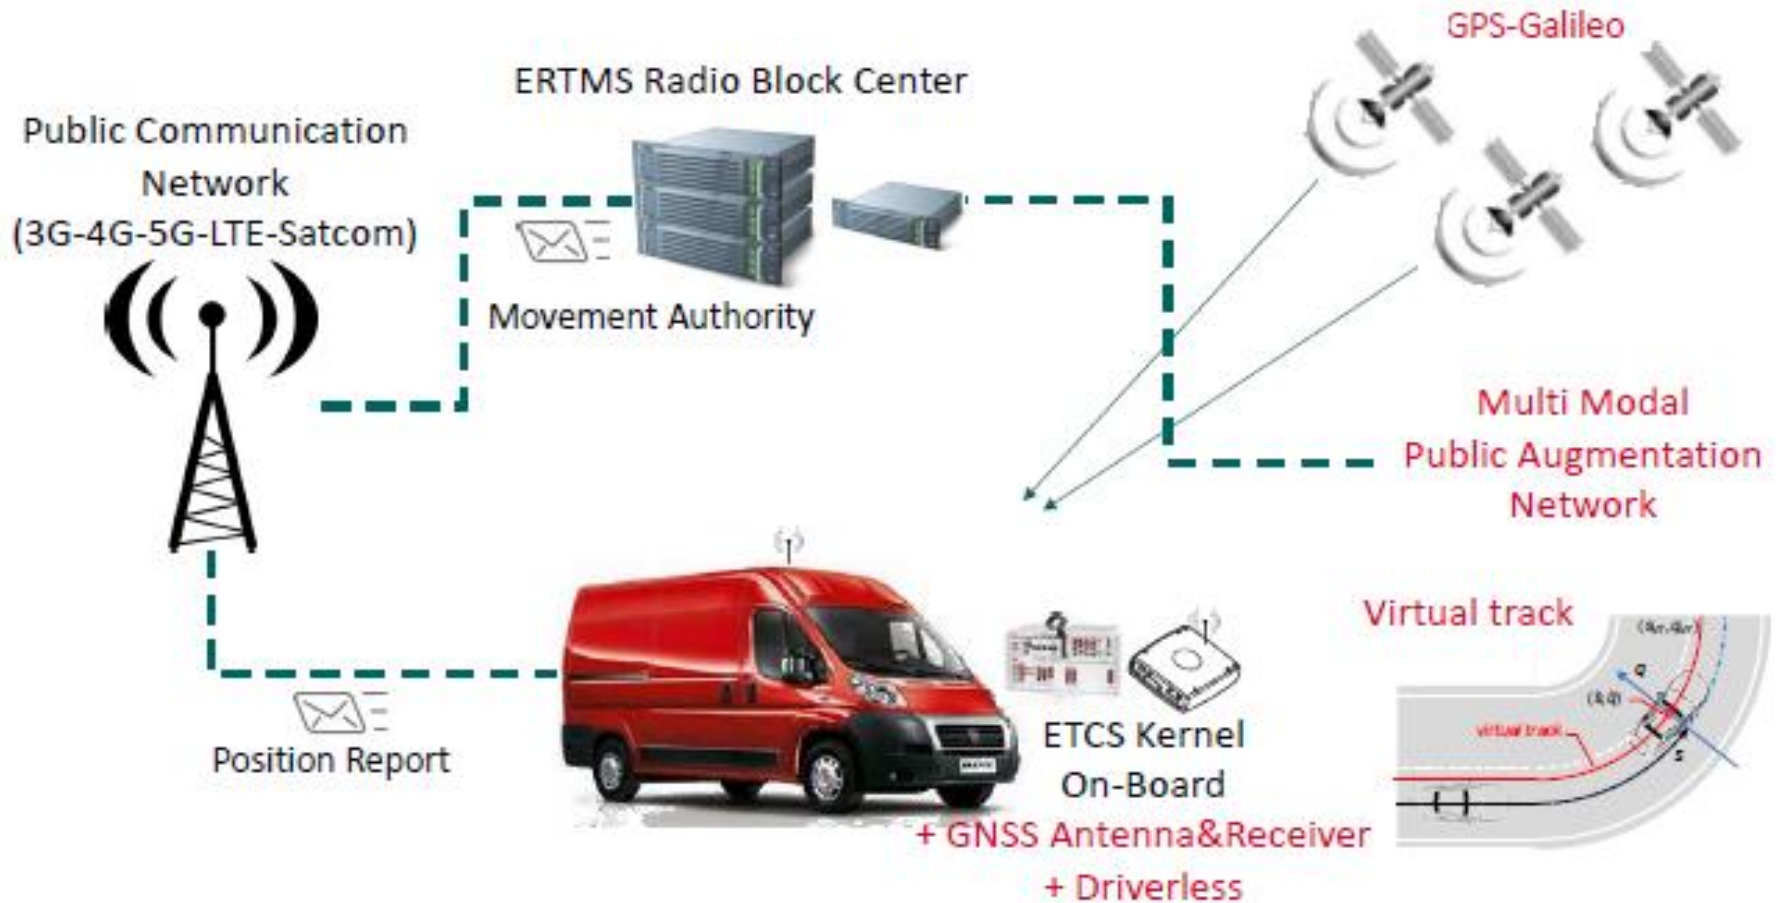 GPS-Galileo
ERTMS Radio Block Center
Public Communication
Network
(3G-4G-5G-LTE-Satcom)
Movement Authority
Multi Modal
Public Augmentation
Network
Virtual track
virtual track
s
Position Report
ETCS Kernel
On-Board
+ GNSS Antenna&Receiver
+ Driverless